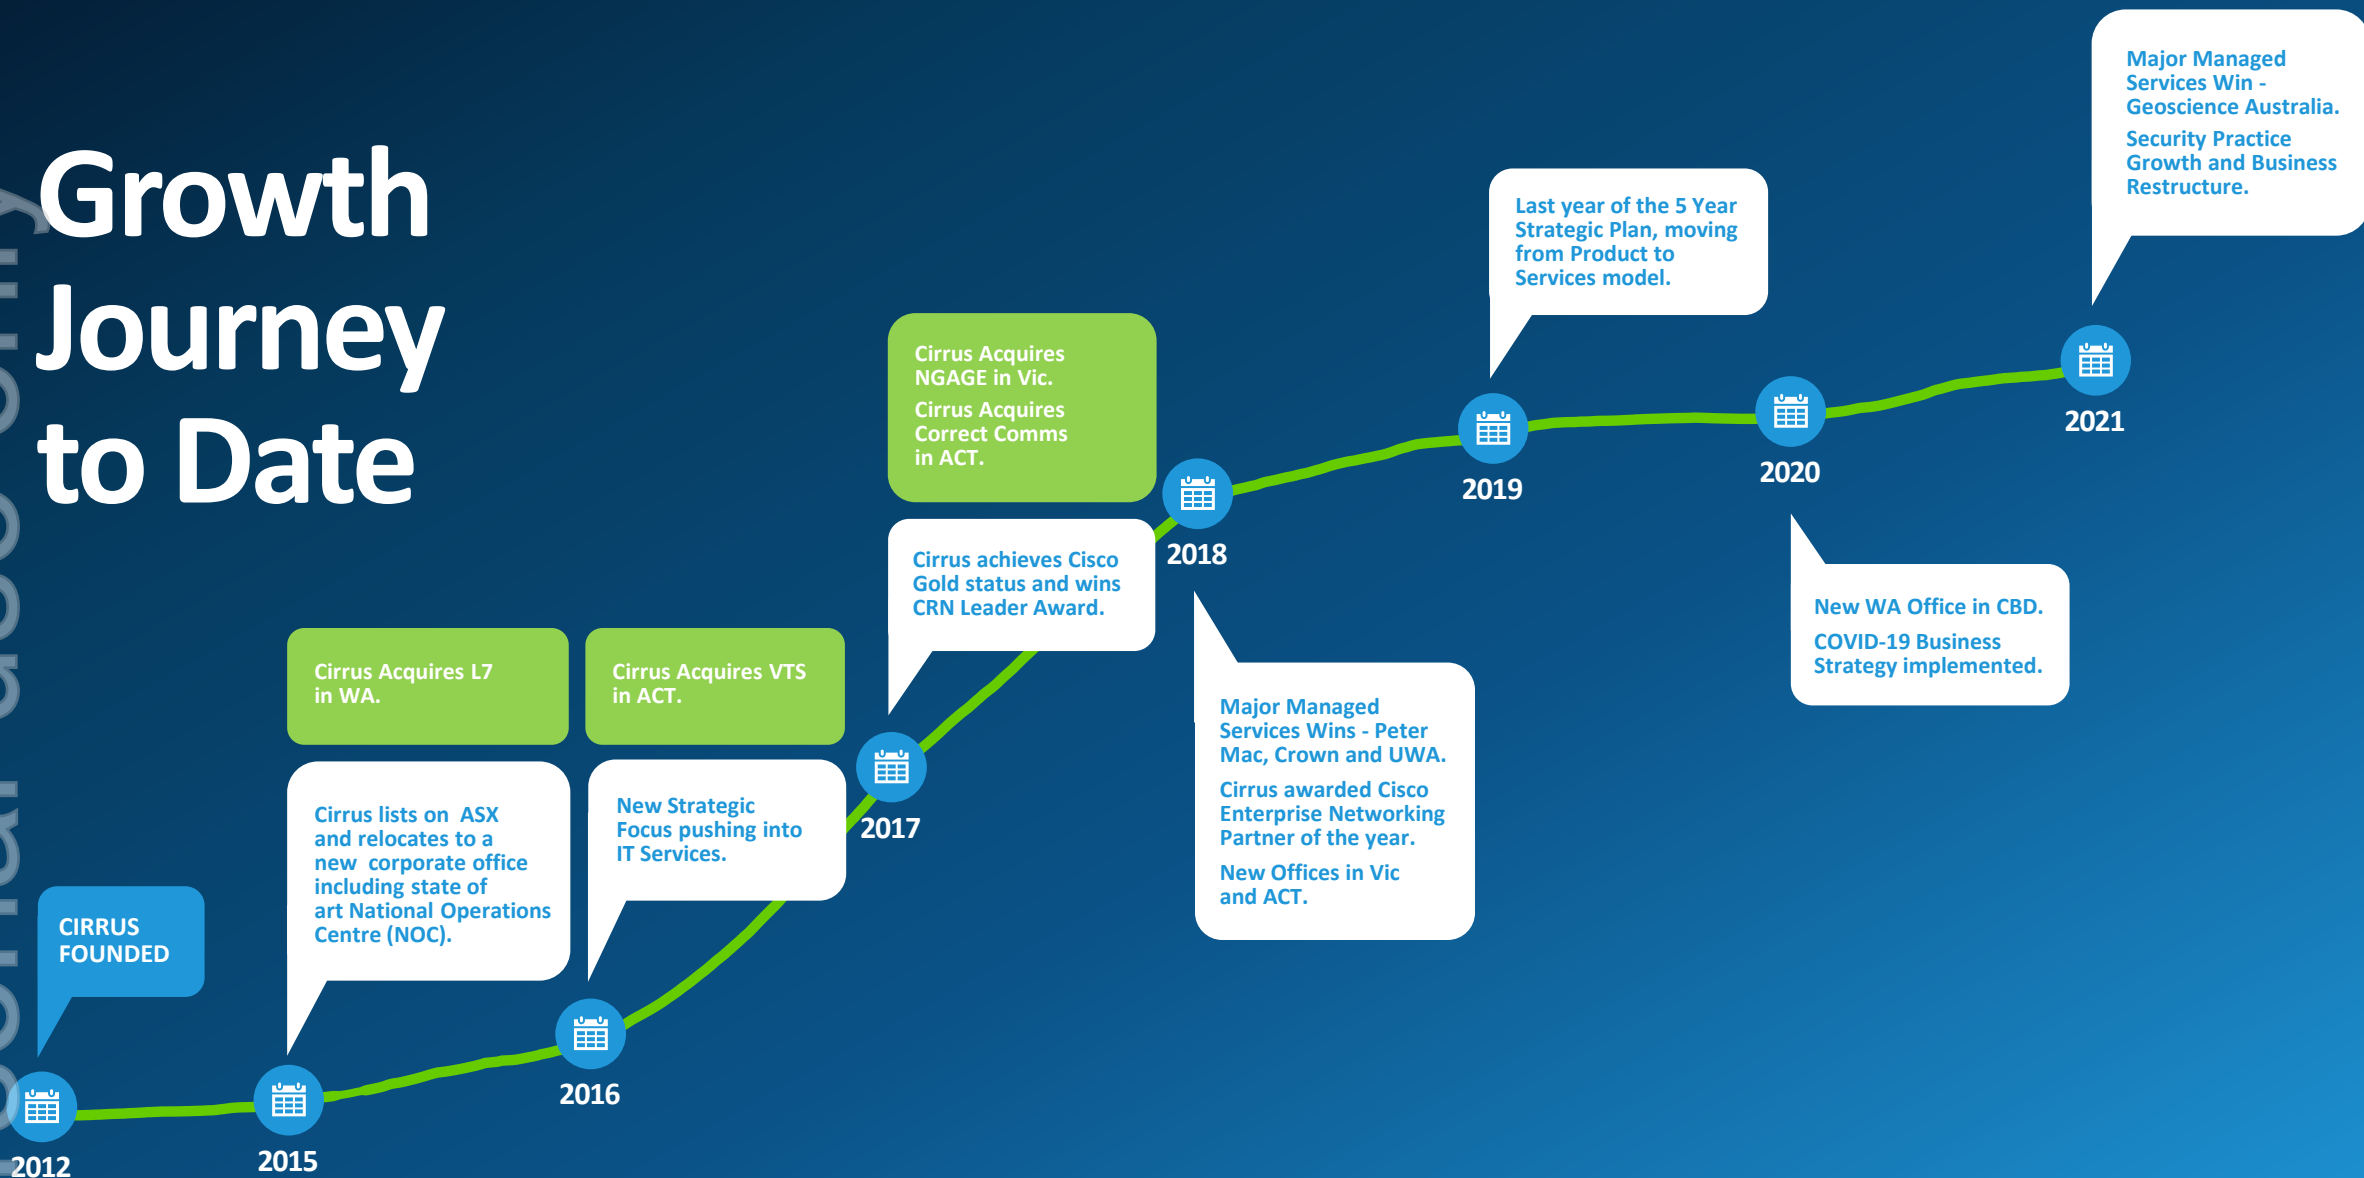 Growth
Journey
to Date
CIRRUS
FOUNDED
2012
Cirrus Acquires L7
in WA.
Cirrus lists on ASX
and relocates to a
new corporate office
including state of
art National Operations
Centre (NOC).
2015
Cirrus Acquires VTS
in ACT.
New Strategic
Focus pushing into
IT Services.
2016
Cirrus Acquires
NGAGE in Vic.
Cirrus Acquires
Correct Comms
in ACT.
Cirrus achieves Cisco
Gold status and wins
CRN Leader Award.
2017
2018
Major Managed
Services Wins - Peter
Mac, Crown and UWA.
Cirrus awarded Cisco
Enterprise Networking
Partner of the year.
New Offices in Vic
and ACT.
Last year of the 5 Year
Strategic Plan, moving
from Product to
Services model.
2019
2020
New WA Office in CBD.
COVID-19 Business
Strategy implemented.
Major Managed
Services Win -
Geoscience Australia.
Security Practice
Growth and Business
Restructure.
2021